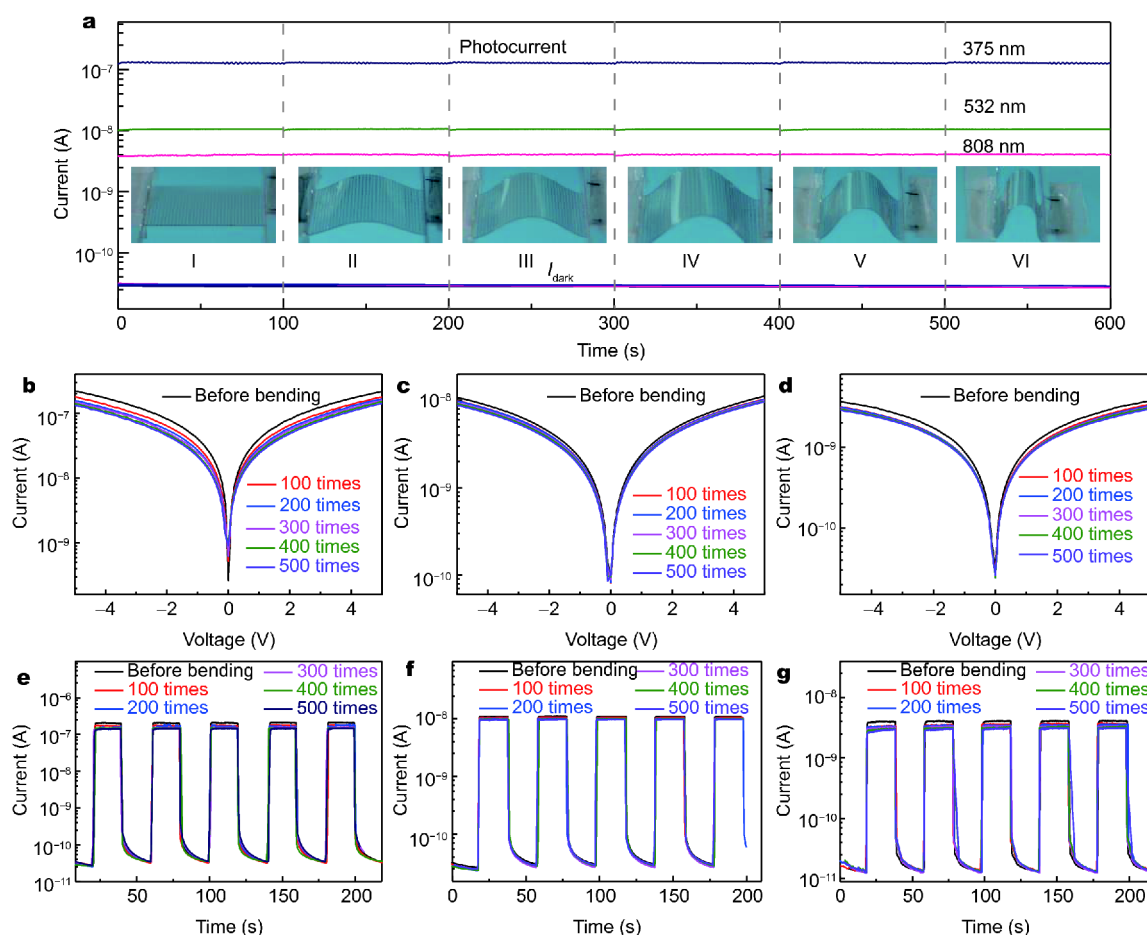 a
Photocurrent
375 nm
532 nm
808 nm
Current (A)
10⁻⁷
10⁻⁸
10⁻⁹
10⁻¹⁰
I II III IV V VI
I_dark
0 100 200 300 400 500 600
Time (s)
b
Before bending
100 times
200 times
300 times
400 times
500 times
Current (A)
10⁻⁷
10⁻⁸
10⁻⁹
−4 −2 0 2 4
Voltage (V)
c
Before bending
100 times
200 times
300 times
400 times
500 times
Current (A)
10⁻⁸
10⁻⁹
10⁻¹⁰
−4 −2 0 2 4
Voltage (V)
d
Before bending
100 times
200 times
300 times
400 times
500 times
Current (A)
10⁻⁹
10⁻¹⁰
−4 −2 0 2 4
Voltage (V)
e
Before bending 300 times
100 times 400 times
200 times 500 times
Current (A)
10⁻⁶
10⁻⁷
10⁻⁸
10⁻⁹
10⁻¹⁰
10⁻¹¹
50 100 150 200
Time (s)
f
Before bending 300 times
100 times 400 times
200 times 500 times
Current (A)
10⁻⁸
10⁻⁹
10⁻¹⁰
0 50 100 150 200
Time (s)
g
Before bending 300 times
100 times 400 times
200 times 500 times
Current (A)
10⁻⁸
10⁻⁹
10⁻¹⁰
10⁻¹¹
0 50 100 150 200
Time (s)